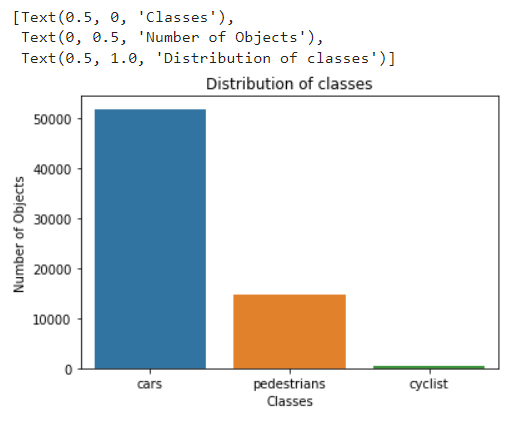 [Text(0.5, 0, 'Classes'),
Text(0, 0.5, 'Number of Objects'),
Text(0.5, 1.0, 'Distribution of classes')]
Distribution of classes
50000
40000
30000
20000
10000
0
Number of Objects
cars pedestrians cyclist
Classes